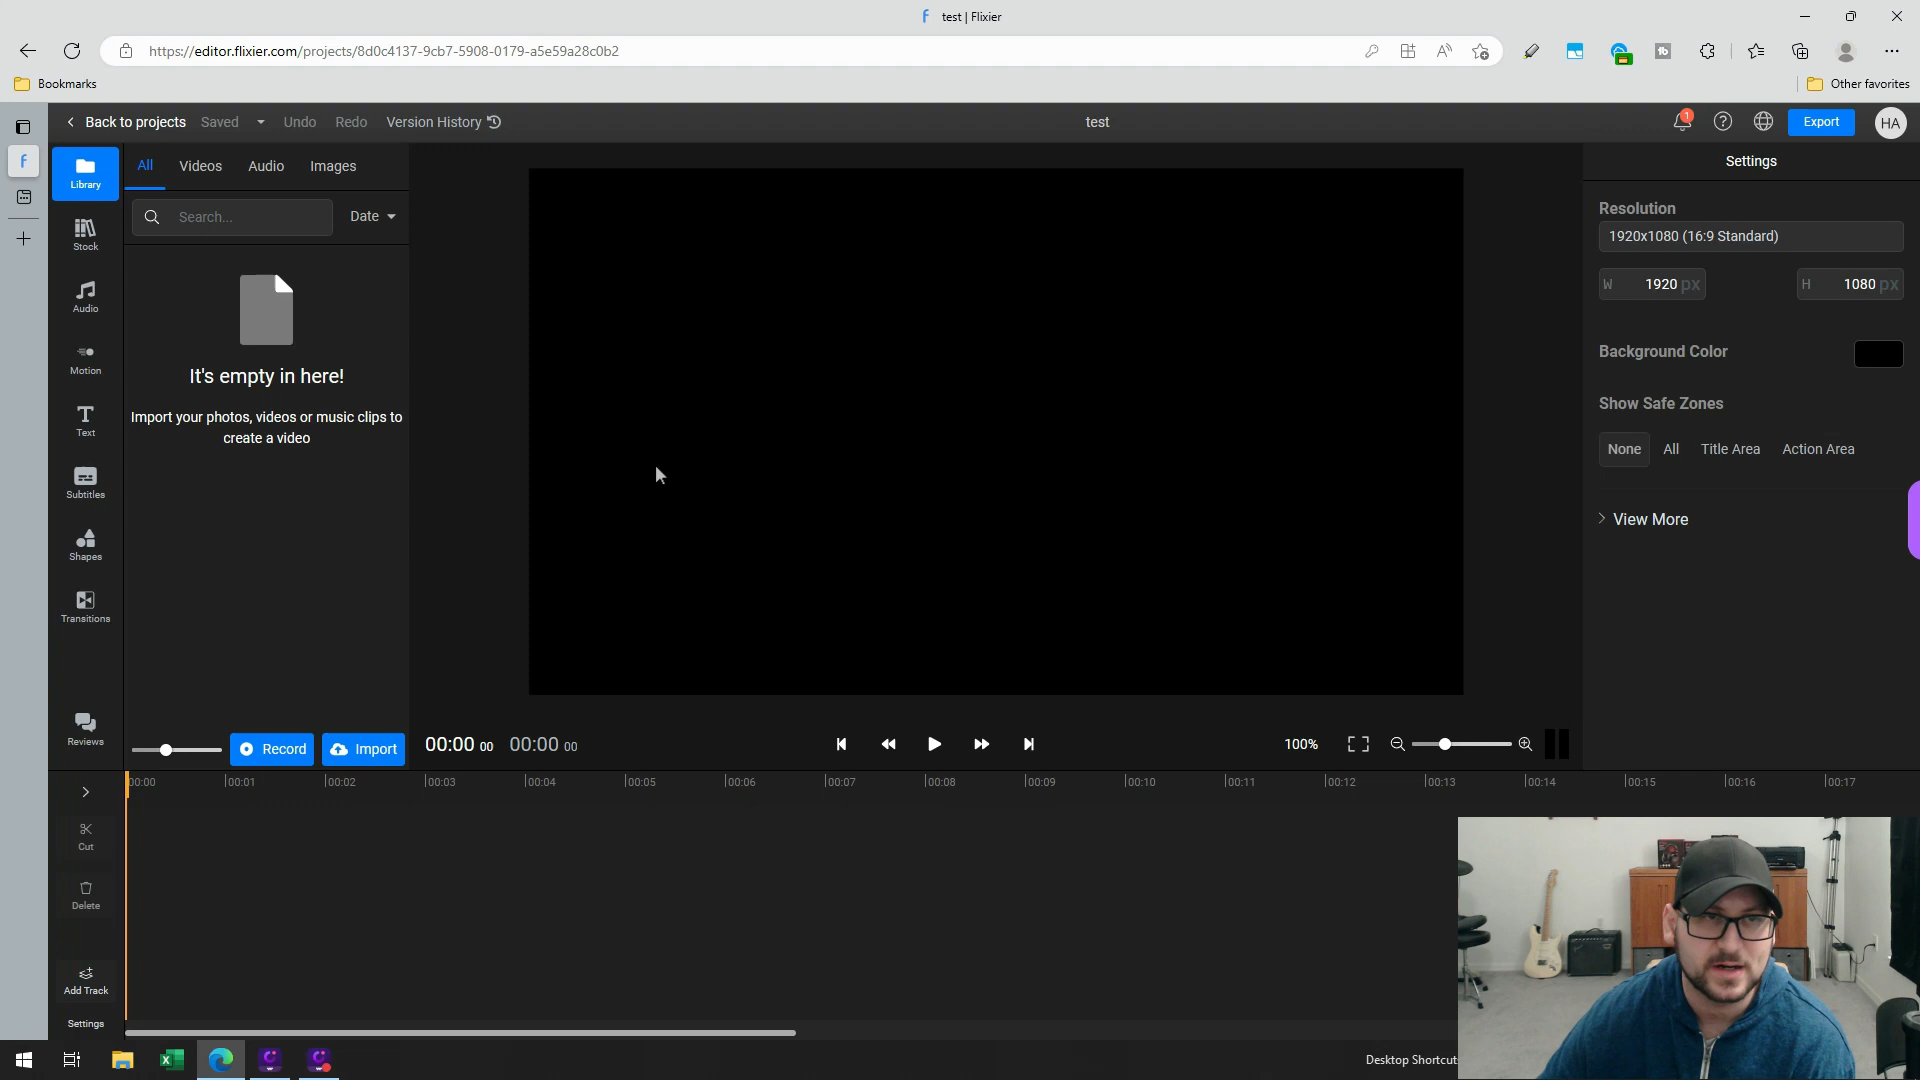 test | Flixier
https://editor.flixier.com/projects/8d0c4137-9cb7-5908-0179-a5e59a28c0b2
Bookmarks
Other favorites
Back to projects
Saved
Undo
Redo
Version History
test
1
Export
HA
Library
Stock
Audio
Motion
Text
Subtitles
Shapes
Transitions
Reviews
All
Videos
Audio
Images
Search...
Date
It's empty in here!
Import your photos, videos or music clips to
create a video
Record
Import
Settings
Resolution
1920x1080 (16:9 Standard)
W 1920 px
H 1080 px
Background Color
Show Safe Zones
None All Title Area Action Area
View More
00:00 00 00:00 00
100%
00:00 00:01 00:02 00:03 00:04 00:05 00:06 00:07 00:08 00:09 00:10 00:11 00:12 00:13 00:14 00:15 00:16 00:17
Cut
Delete
Add Track
Settings
Desktop Shortcut